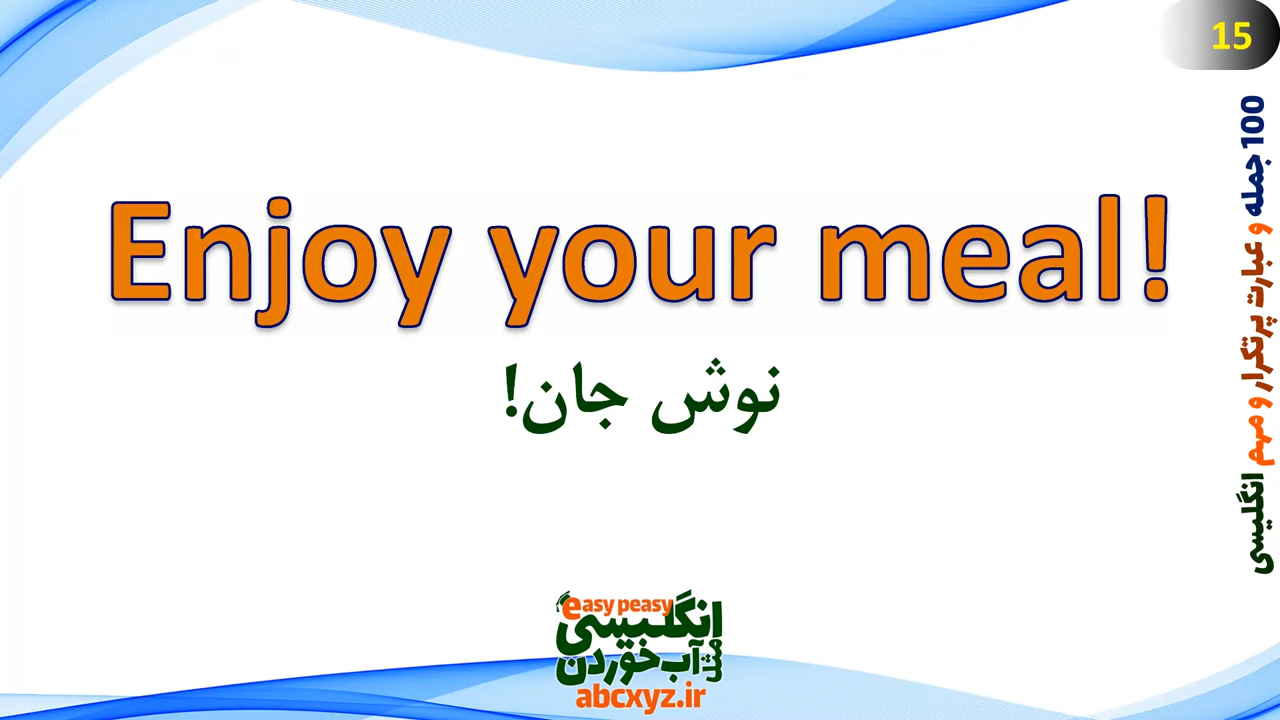 15
100 جمله و عبارت پرتکرار و مهم انگلیسی
Enjoy your meal!
نوش جان!
easy peasy
انگلیسی
مثل آب خوردن
abcxyz.ir